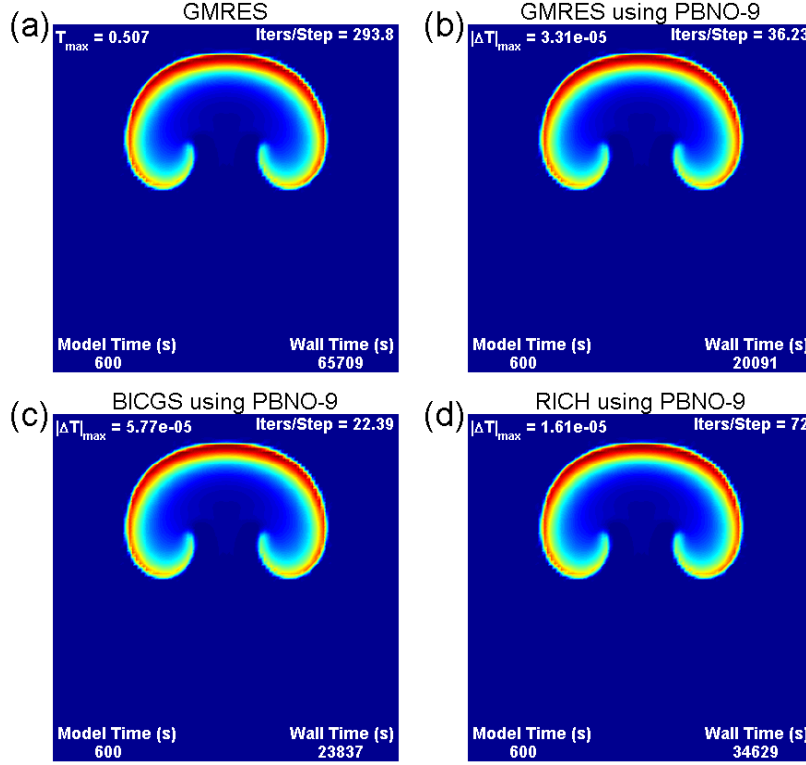 GMRES
GMRES using PBNO-9
(a)
T max = 0.507
Iters/Step = 293.8
(b)
|ΔT| max = 3.31e-05
Iters/Step = 36.23
Model Time (s)
600
Wall Time (s)
65709
Model Time (s)
600
Wall Time (s)
20091
BICGS using PBNO-9
RICH using PBNO-9
(c)
|ΔT| max = 5.77e-05
Iters/Step = 22.39
(d)
|ΔT| max = 1.61e-05
Iters/Step = 72
Model Time (s)
600
Wall Time (s)
23837
Model Time (s)
600
Wall Time (s)
34629